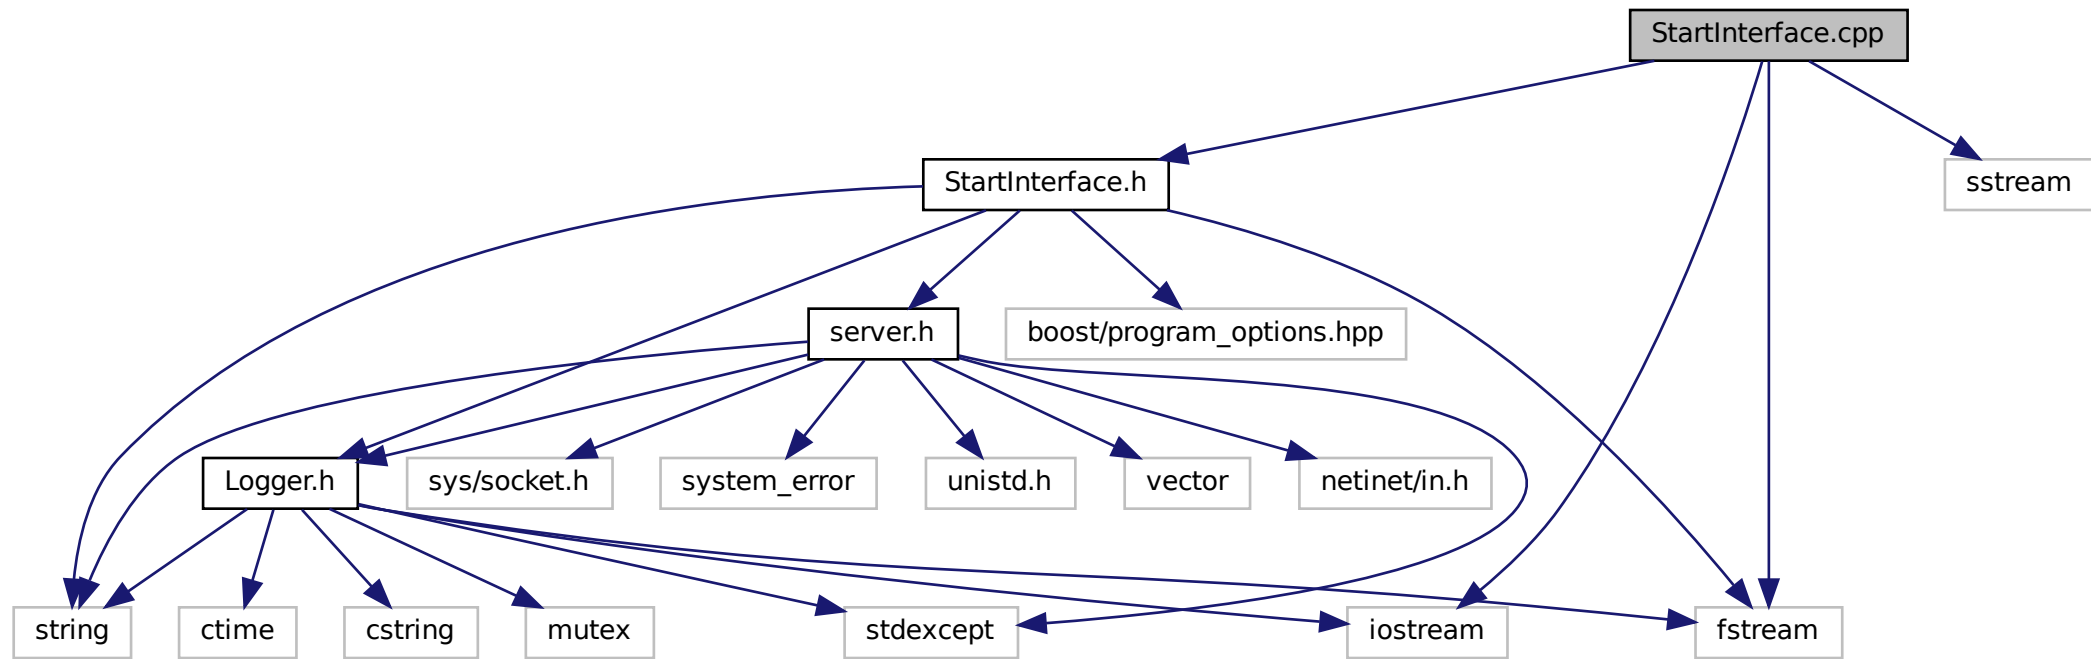 StartInterface.cpp
StartInterface.h
sstream
server.h
boost/program_options.hpp
Logger.h
sys/socket.h
system_error
unistd.h
vector
netinet/in.h
string
ctime
cstring
mutex
stdexcept
iostream
fstream